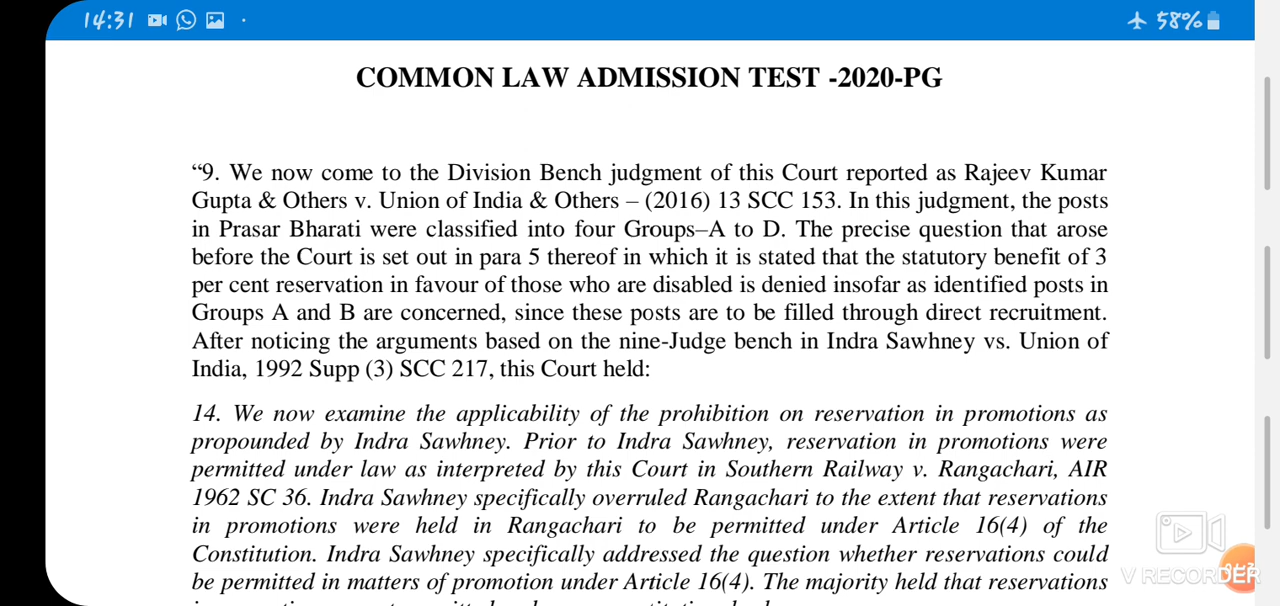 14:31
58%
COMMON LAW ADMISSION TEST -2020-PG
“9. We now come to the Division Bench judgment of this Court reported as Rajeev Kumar
Gupta & Others v. Union of India & Others – (2016) 13 SCC 153. In this judgment, the posts
in Prasar Bharati were classified into four Groups–A to D. The precise question that arose
before the Court is set out in para 5 thereof in which it is stated that the statutory benefit of 3
per cent reservation in favour of those who are disabled is denied insofar as identified posts in
Groups A and B are concerned, since these posts are to be filled through direct recruitment.
After noticing the arguments based on the nine-Judge bench in Indra Sawhney vs. Union of
India, 1992 Supp (3) SCC 217, this Court held:
14. We now examine the applicability of the prohibition on reservation in promotions as
propounded by Indra Sawhney. Prior to Indra Sawhney, reservation in promotions were
permitted under law as interpreted by this Court in Southern Railway v. Rangachari, AIR
1962 SC 36. Indra Sawhney specifically overruled Rangachari to the extent that reservations
in promotions were held in Rangachari to be permitted under Article 16(4) of the
Constitution. Indra Sawhney specifically addressed the question whether reservations could
be permitted in matters of promotion under Article 16(4). The majority held that reservations
V RECORDER